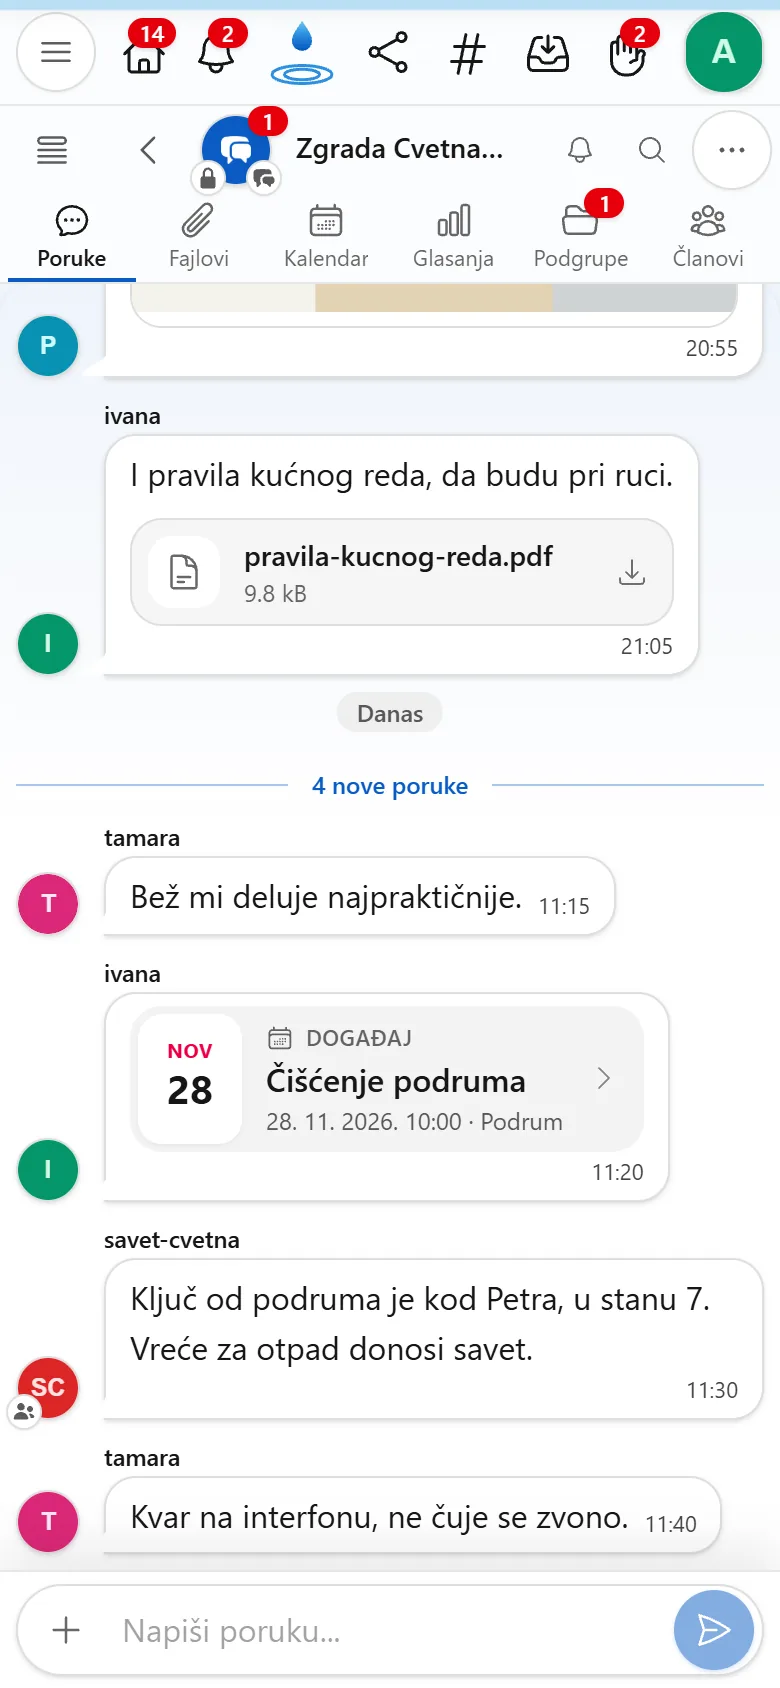 14
2
2
A
1
Zgrada Cvetna...
1
Poruke
Fajlovi
Kalendar
Glasanja
Podgrupe
Članovi
P
20:55
ivana
I pravila kućnog reda, da budu pri ruci.
pravila-kucnog-reda.pdf
9.8 kB
I
21:05
Danas
4 nove poruke
tamara
T
Bež mi deluje najpraktičnije. 11:15
ivana
NOV
28
DOGAĐAJ
Čišćenje podruma
28. 11. 2026. 10:00 · Podrum
I
11:20
savet-cvetna
Ključ od podruma je kod Petra, u stanu 7.
Vreće za otpad donosi savet.
SC
11:30
tamara
T
Kvar na interfonu, ne čuje se zvono. 11:40
Napiši poruku...